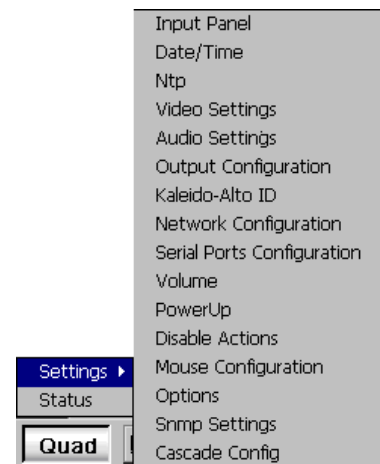 Input Panel
Date/Time
Ntp
Video Settings
Audio Settings
Output Configuration
Kaleido-Alto ID
Network Configuration
Serial Ports Configuration
Volume
PowerUp
Disable Actions
Mouse Configuration
Options
Snmp Settings
Cascade Config
Settings
Status
Quad